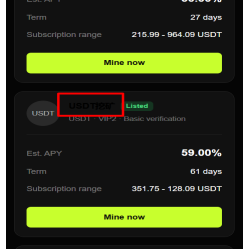 Term 27 days
Subscription range 215.99 - 964.09 USDT
Mine now
USDT
Listed
USDT VIP2 Basic verification
Est. APY 59.00%
Term 61 days
Subscription range 351.75 - 128.09 USDT
Mine now